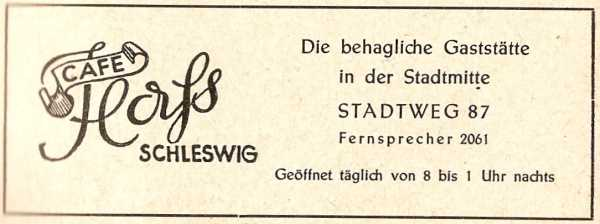 CAFE
Haſs
SCHLESWIG
Die behagliche Gaststätte
in der Stadtmitte
STADTWEG 87
Fernsprecher 2061
Geöffnet täglich von 8 bis 1 Uhr nachts